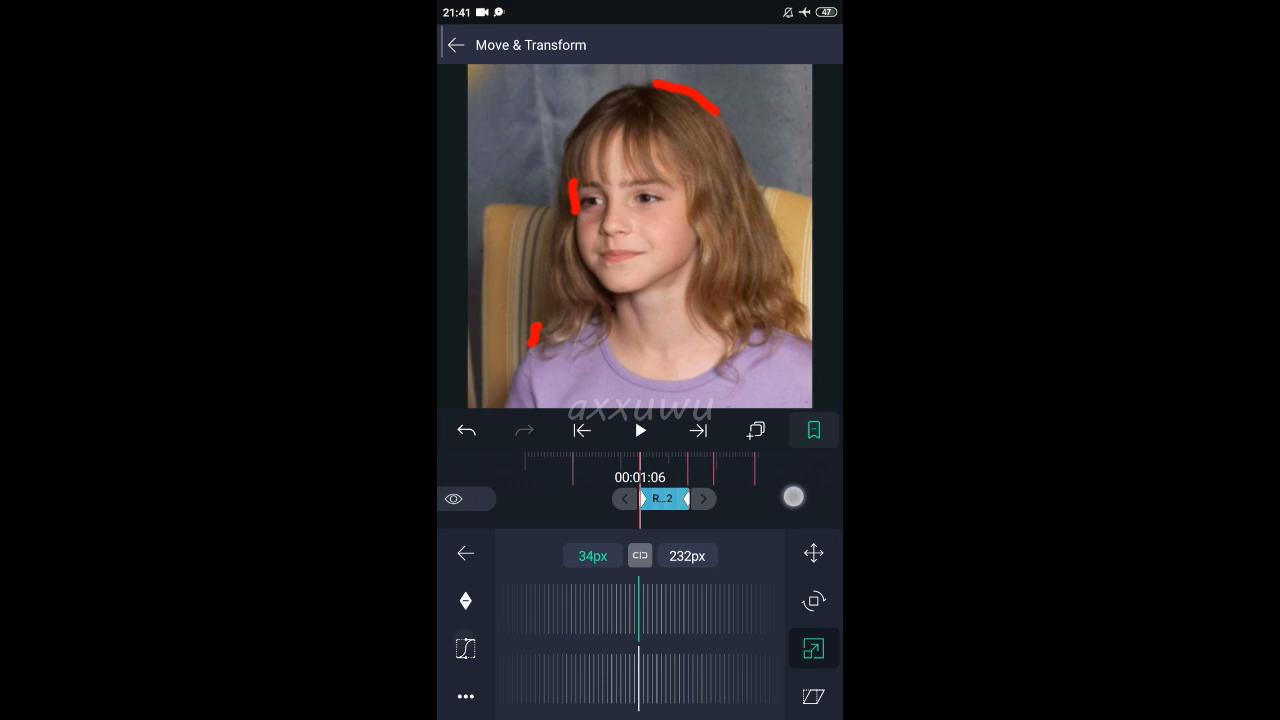 21:41
47
Move & Transform
axxuwu
00:01:06
R...2
34px
232px